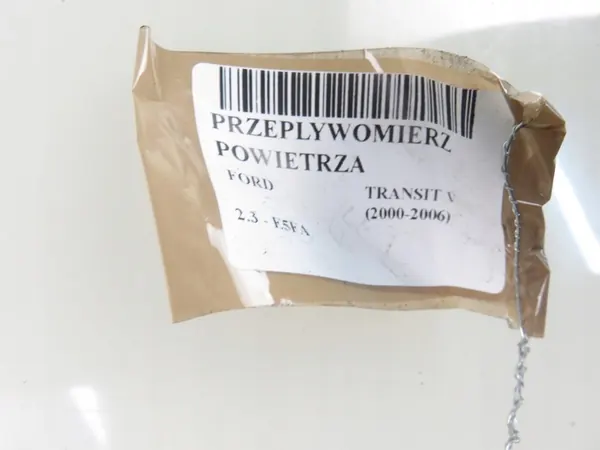 PRZEPLYWOMIERZ
POWIETRZA
FORD
TRANSIT V
2.3 - E5FA
(2000-2006)